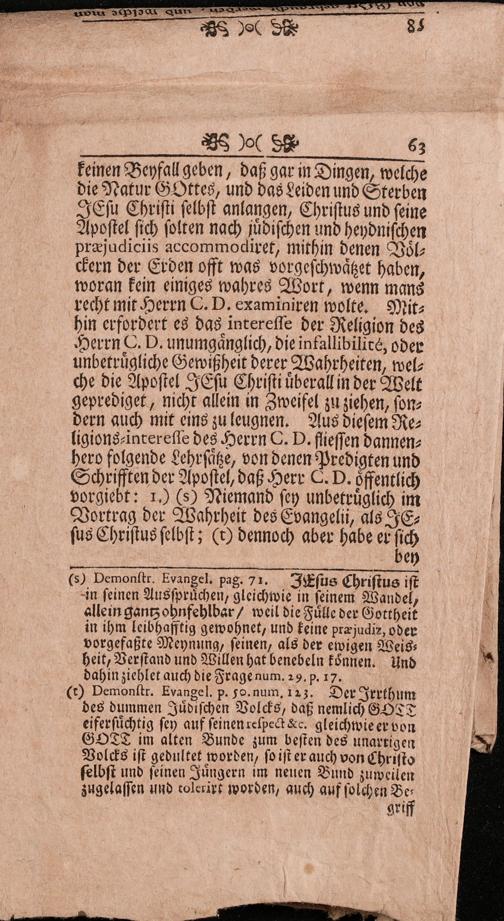 )o( 81
)o( 63
keinen Beyfall geben, daß gar in Dingen, welche
die Natur GOttes, und das Leiden und Sterben
JEsu Christi selbst anlangen, Christus und seine
Apostel sich solten nach jüdischen und heydnischen
præjudiciis accommodiret, mithin denen Völ-
ckern der Erden offt was vorgeschwätzet haben,
woran kein einiges wahres Wort, wenn mans
recht mit Herrn C. D. examiniren wolte. Mit-
hin erfordert es das interesse der Religion des
Herrn C. D. unumgänglich, die infallibilité, oder
unbetrügliche Gewißheit derer Wahrheiten, wel-
che die Apostel JEsu Christi überall in der Welt
geprediget, nicht allein in Zweifel zu ziehen, son-
dern auch mit eins zu leugnen. Aus diesem Re-
ligions-interesse des Herrn C. D. fliessen dannen-
hero folgende Lehrsätze, von denen Predigten und
Schrifften der Apostel, daß Herr C. D. öffentlich
vorgiebt: 1.) (s) Niemand sey unbetrüglich im
Vortrag der Wahrheit des Evangelii, als JE-
sus Christus selbst; (t) dennoch aber habe er sich
bey
(s) Demonstr. Evangel. pag. 71. JEsus Christus ist
in seinen Aussprüchen, gleichwie in seinem Wandel,
allein gantz ohnfehlbar/ weil die Fülle der Gottheit
in ihm leibhafftig gewohnet, und keine præjudiz, oder
vorgefaßte Meynung, seinen, als der ewigen Weis-
heit, Verstand und Willen hat benebeln können. Und
dahin ziehlet auch die Frage num. 29. p. 17.
(t) Demonstr. Evangel. p. 50. num. 123. Der Irrthum
des dummen Jüdischen Volcks, daß nemlich GOTT
eifersüchtig sey auf seinen respect &c. gleichwie er von
GOTT im alten Bunde zum besten des unartigen
Volcks ist gedultet worden, so ist er auch von Christo
selbst und seinen Jüngern im neuen Bund zuweilen
zugelassen und tolerirt worden, auch auf solchen Be-
griff